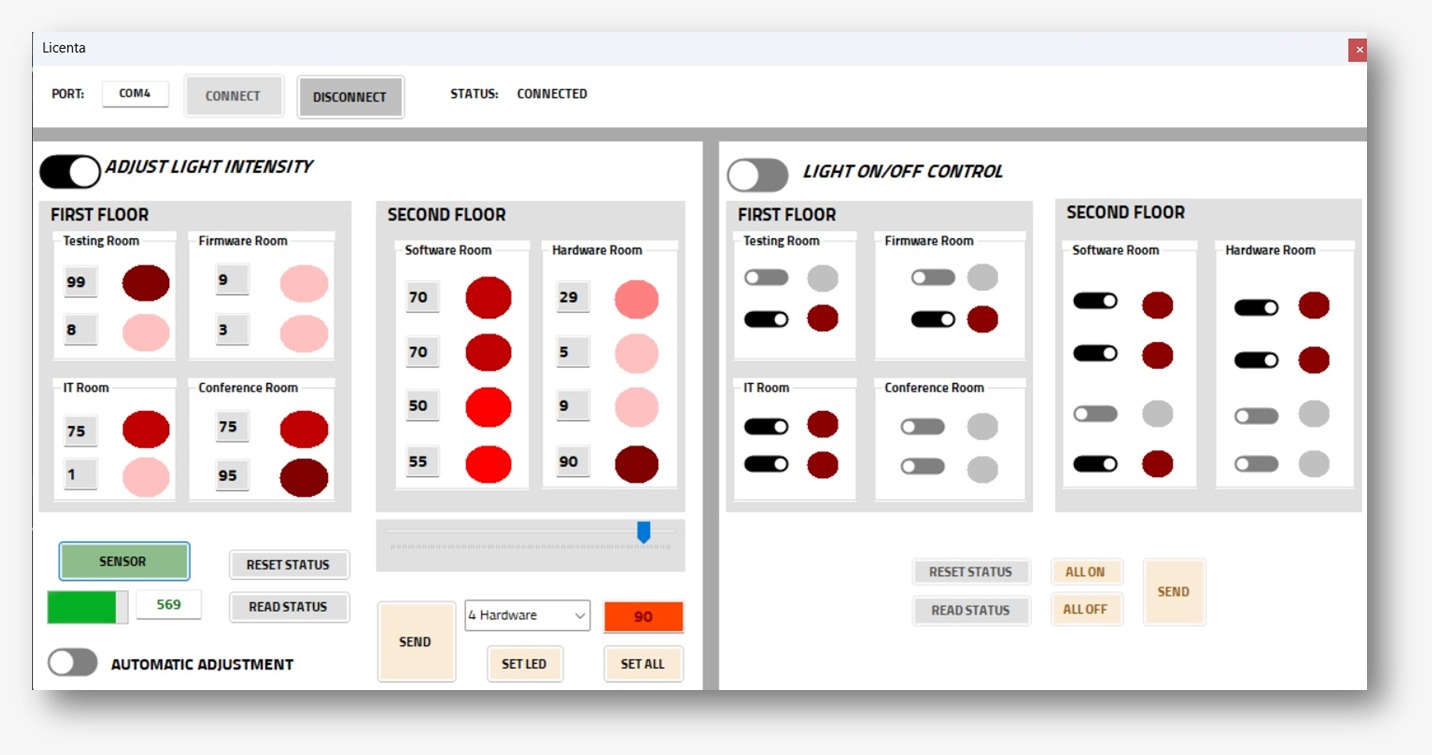 Licenta
PORT: COM4 CONNECT DISCONNECT STATUS: CONNECTED
ADJUST LIGHT INTENSITY
FIRST FLOOR
Testing Room
99
8
Firmware Room
9
3
IT Room
75
1
Conference Room
75
95
SECOND FLOOR
Software Room
70
70
50
55
Hardware Room
29
5
9
90
SENSOR
RESET STATUS
569
READ STATUS
AUTOMATIC ADJUSTMENT
SEND
4 Hardware
90
SET LED
SET ALL
LIGHT ON/OFF CONTROL
FIRST FLOOR
Testing Room
Firmware Room
IT Room
Conference Room
SECOND FLOOR
Software Room
Hardware Room
RESET STATUS
READ STATUS
ALL ON
ALL OFF
SEND